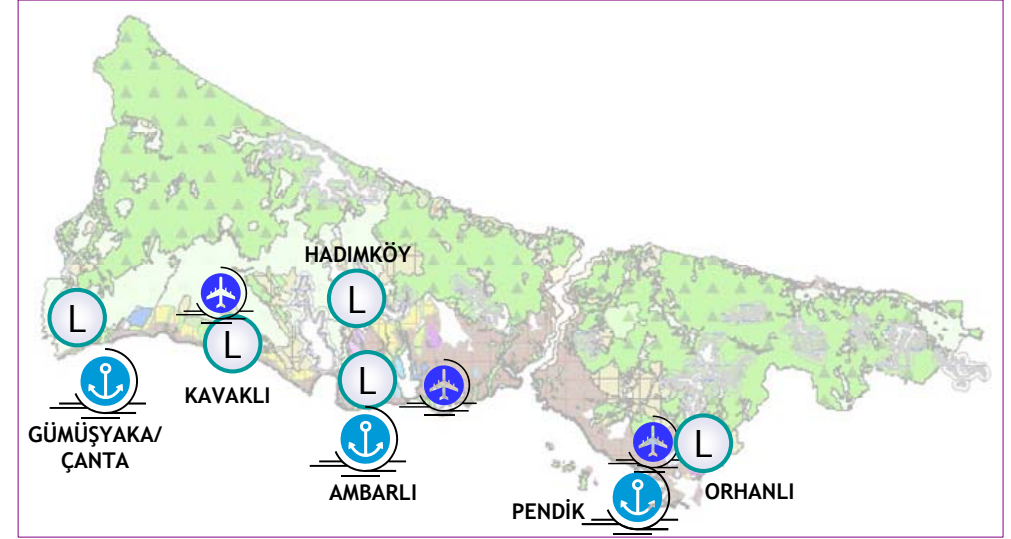 HADIMKÖY
L
L
L
KAVAKLI
L
GÜMÜŞYAKA/
ÇANTA
AMBARLI
L
ORHANLI
PENDİK